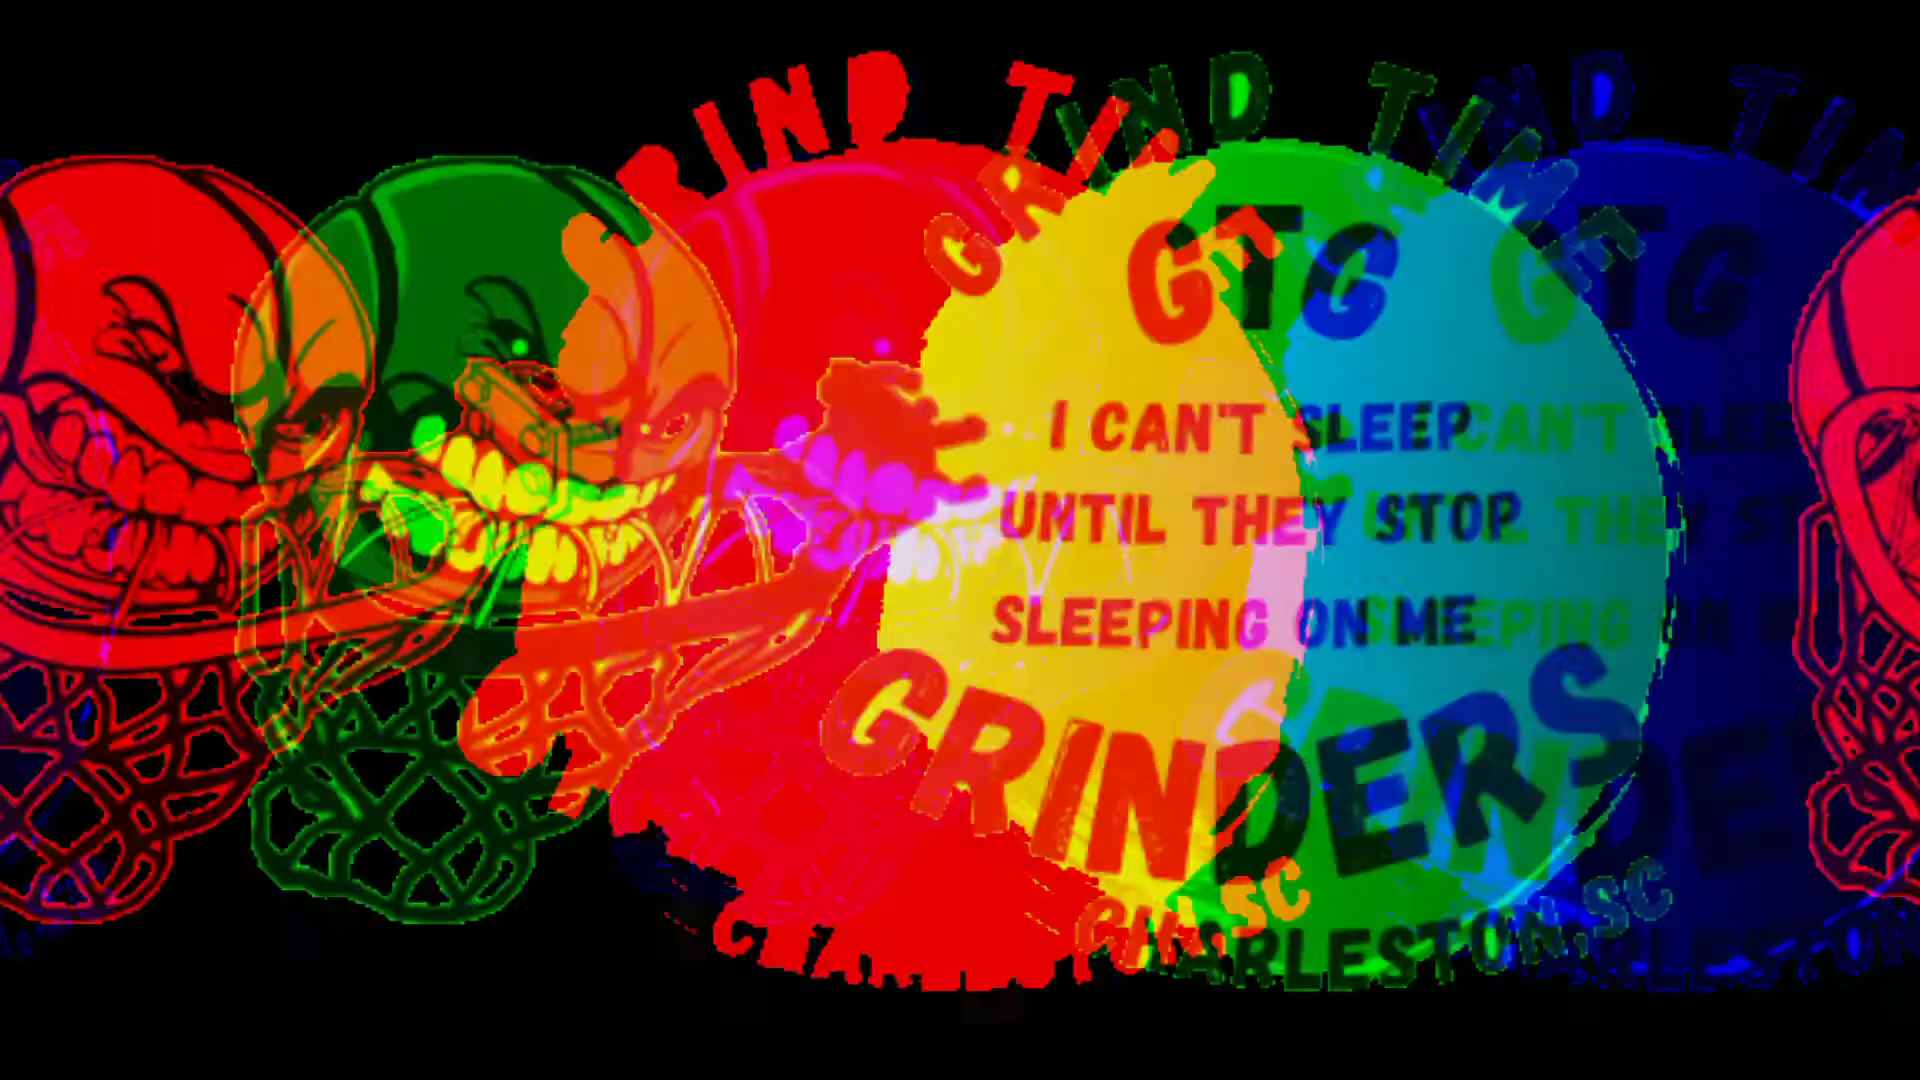 GRIND TIME
GTG
I CAN'T SLEEP
UNTIL THEY STOP
SLEEPING ON ME
GRINDERS
CHARLESTON, SC